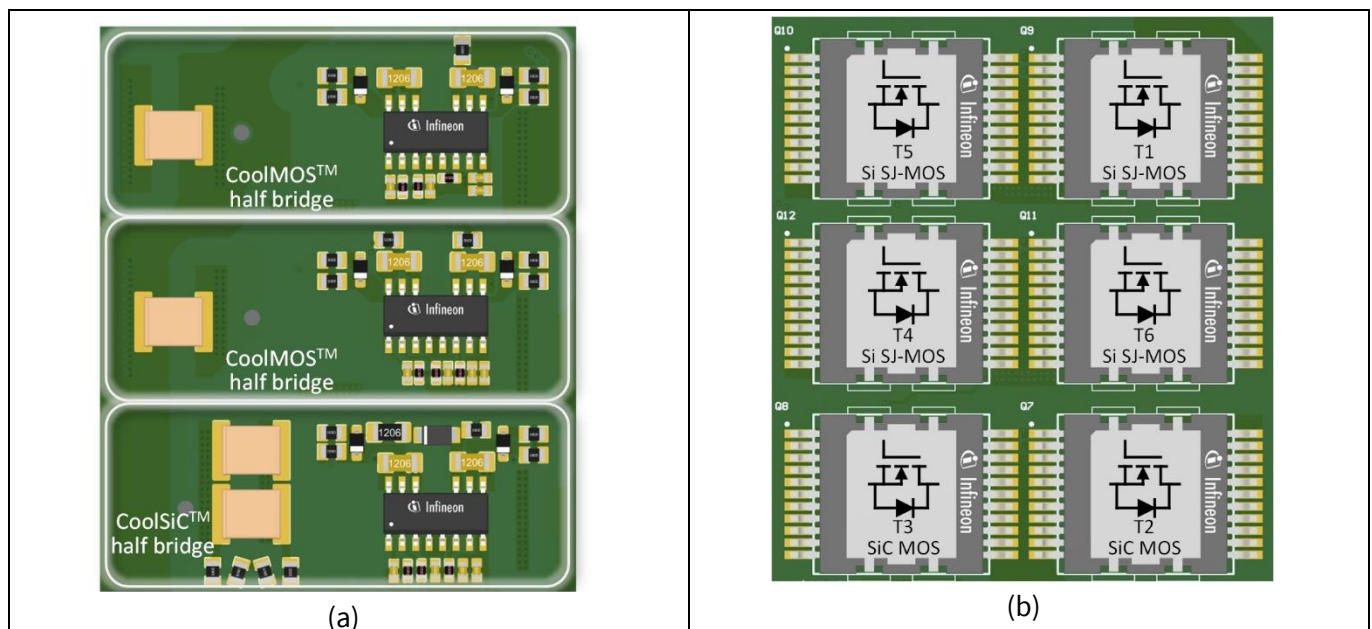 1206
1206
Infineon
CoolMOS™
half bridge
1206
1206
Infineon
CoolMOS™
half bridge
1206
1206
1206
Infineon
CoolSiC™
half bridge
(a)
Q10
Q9
Infineon
Infineon
T5
Si SJ-MOS
T1
Si SJ-MOS
Q12
Q11
Infineon
Infineon
T4
Si SJ-MOS
T6
Si SJ-MOS
Q8
Q7
Infineon
Infineon
T3
SiC MOS
T2
SiC MOS
(b)